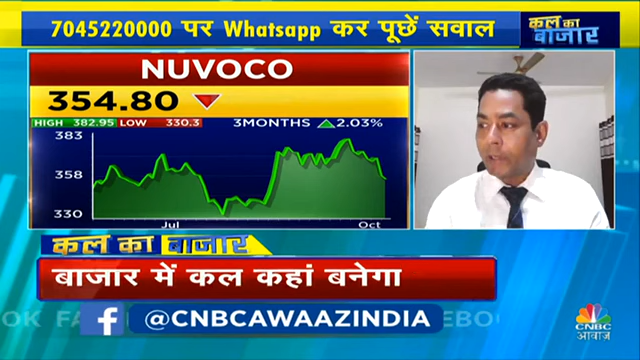 7045220000 पर Whatsapp कर पूछें सवाल
कल का
बाजार
NUVOCO
354.80
HIGH 382.95 LOW 330.3 3MONTHS 2.03%
383
358
330
Jul Oct
कल का बाजार
बाजार में कल कहां बनेगा
@CNBCAWAAZINDIA
CNBC
आवाज़